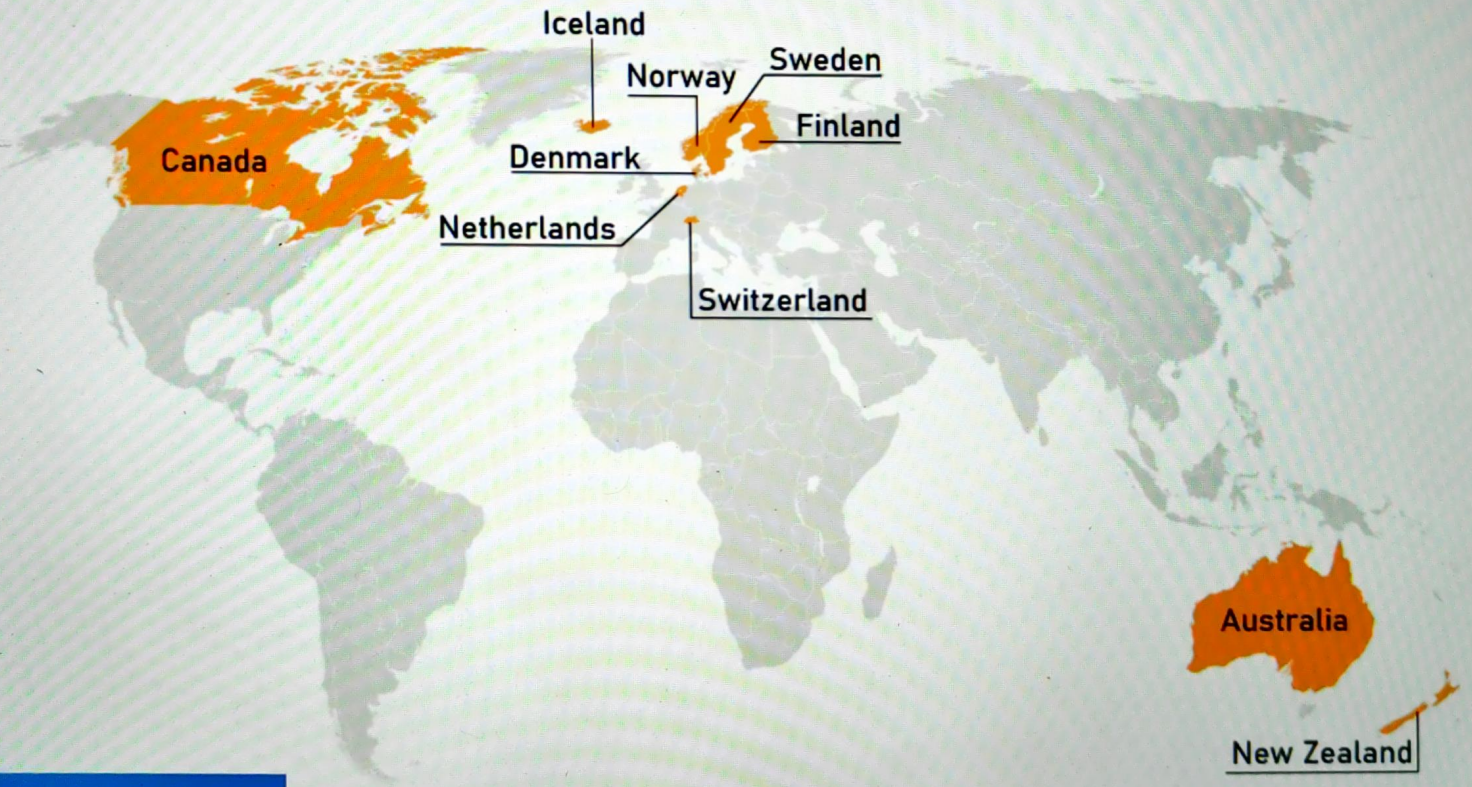 Iceland
Sweden
Norway
Finland
Canada
Denmark
Netherlands
Switzerland
Australia
New Zealand